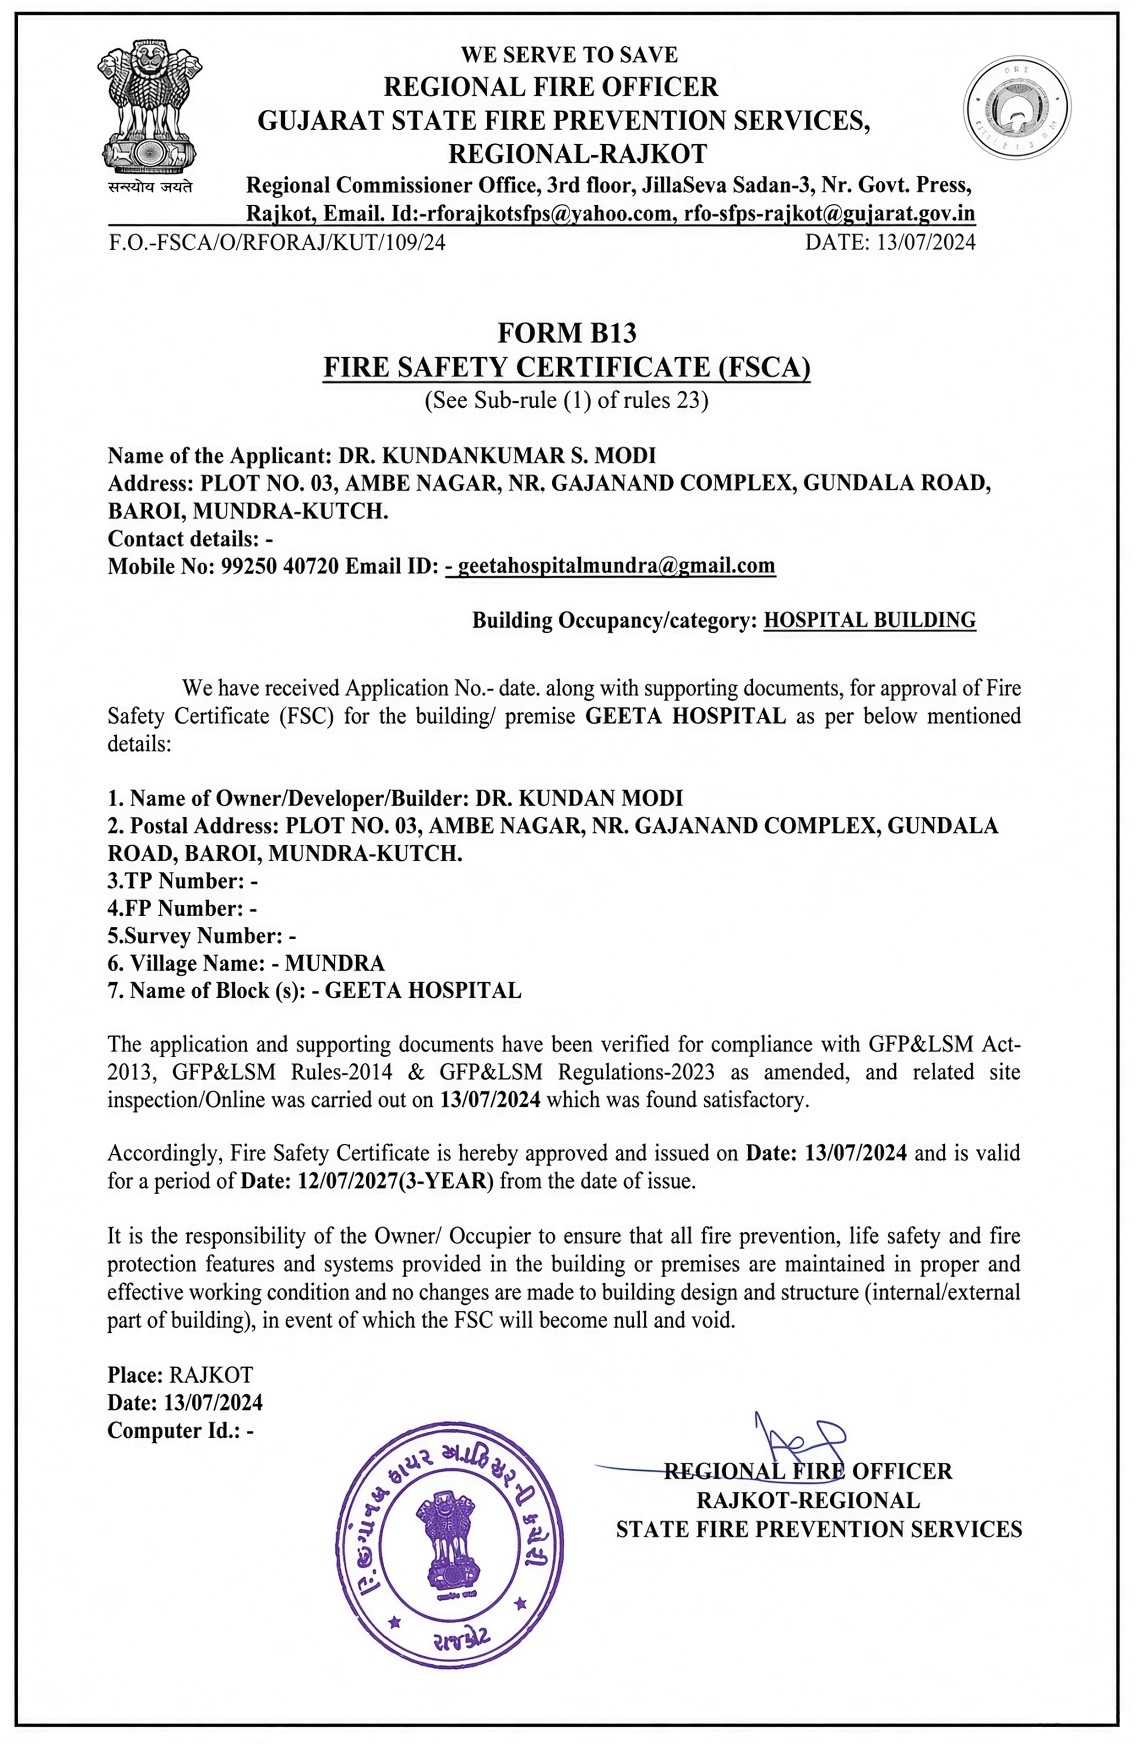 WE SERVE TO SAVE
REGIONAL FIRE OFFICER
GUJARAT STATE FIRE PREVENTION SERVICES,
REGIONAL-RAJKOT
Regional Commissioner Office, 3rd floor, JillaSeva Sadan-3, Nr. Govt. Press,
Rajkot, Email. Id:-rforajkotsfps@yahoo.com, rfo-sfps-rajkot@gujarat.gov.in
F.O.-FSCA/O/RFORAJ/KUT/109/24 DATE: 13/07/2024
FORM B13
FIRE SAFETY CERTIFICATE (FSCA)
(See Sub-rule (1) of rules 23)
Name of the Applicant: DR. KUNDANKUMAR S. MODI
Address: PLOT NO. 03, AMBE NAGAR, NR. GAJANAND COMPLEX, GUNDALA ROAD,
BAROI, MUNDRA-KUTCH.
Contact details: -
Mobile No: 99250 40720 Email ID: - geetahospitalmundra@gmail.com
Building Occupancy/category: HOSPITAL BUILDING
We have received Application No.- date. along with supporting documents, for approval of Fire
Safety Certificate (FSC) for the building/ premise GEETA HOSPITAL as per below mentioned
details:
1. Name of Owner/Developer/Builder: DR. KUNDAN MODI
2. Postal Address: PLOT NO. 03, AMBE NAGAR, NR. GAJANAND COMPLEX, GUNDALA
ROAD, BAROI, MUNDRA-KUTCH.
3.TP Number: -
4.FP Number: -
5.Survey Number: -
6. Village Name: - MUNDRA
7. Name of Block (s): - GEETA HOSPITAL
The application and supporting documents have been verified for compliance with GFP&LSM Act-
2013, GFP&LSM Rules-2014 & GFP&LSM Regulations-2023 as amended, and related site
inspection/Online was carried out on 13/07/2024 which was found satisfactory.
Accordingly, Fire Safety Certificate is hereby approved and issued on Date: 13/07/2024 and is valid
for a period of Date: 12/07/2027(3-YEAR) from the date of issue.
It is the responsibility of the Owner/ Occupier to ensure that all fire prevention, life safety and fire
protection features and systems provided in the building or premises are maintained in proper and
effective working condition and no changes are made to building design and structure (internal/external
part of building), in event of which the FSC will become null and void.
Place: RAJKOT
Date: 13/07/2024
Computer Id.: -
REGIONAL FIRE OFFICER
RAJKOT-REGIONAL
STATE FIRE PREVENTION SERVICES
ફાયર
રાજકોટ